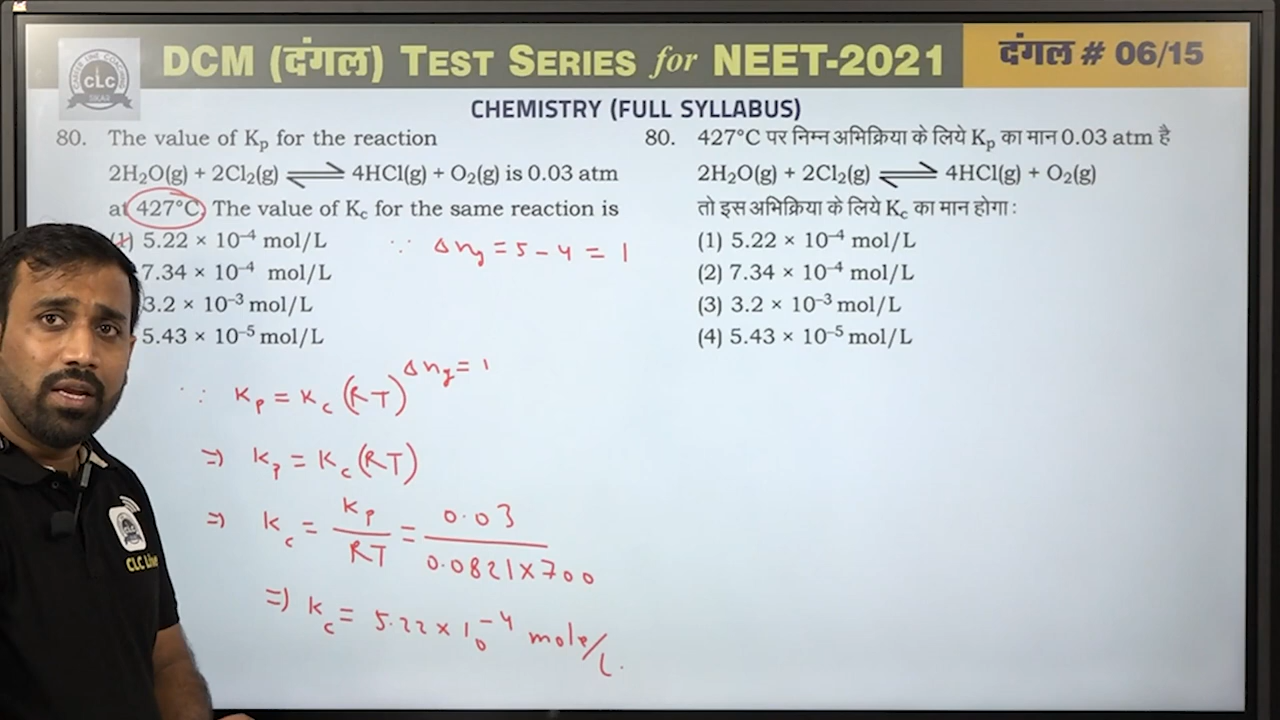 DCM (दंगल) TEST SERIES for NEET-2021
दंगल # 06/15
CLC
SIKAR
CHEMISTRY (FULL SYLLABUS)
80. The value of Kp for the reaction
2H₂O(g) + 2Cl₂(g) ⇌ 4HCl(g) + O₂(g) is 0.03 atm
at 427°C. The value of Kc for the same reaction is
(1) 5.22 × 10⁻⁴ mol/L
7.34 × 10⁻⁴ mol/L
3.2 × 10⁻³ mol/L
5.43 × 10⁻⁵ mol/L
∵ Δng = 5 - 4 = 1
∵ Kp = Kc (RT)^Δng = 1
⇒ Kp = Kc (RT)
⇒ Kc = Kp/RT = 0.03/0.0821×700
⇒ Kc = 5.22 × 10⁻⁴ mole/L.
80. 427°C पर निम्न अभिक्रिया के लिये Kp का मान 0.03 atm है
2H₂O(g) + 2Cl₂(g) ⇌ 4HCl(g) + O₂(g)
तो इस अभिक्रिया के लिये Kc का मान होगा :
(1) 5.22 × 10⁻⁴ mol/L
(2) 7.34 × 10⁻⁴ mol/L
(3) 3.2 × 10⁻³ mol/L
(4) 5.43 × 10⁻⁵ mol/L
CLC Live